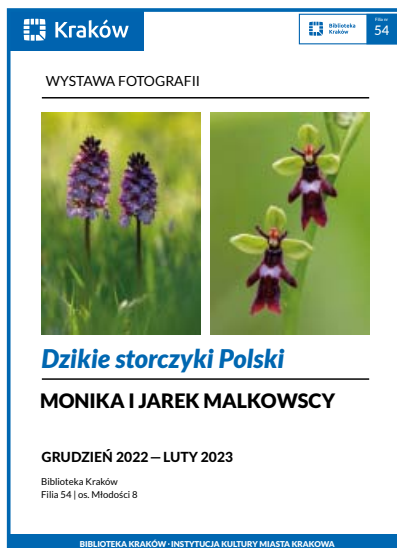 Kraków
Biblioteka
Kraków
Filia nr
54
WYSTAWA FOTOGRAFII
Dzikie storczyki Polski
MONIKA I JAREK MALKOWSCY
GRUDZIEŃ 2022 — LUTY 2023
Biblioteka Kraków
Filia 54 | os. Młodości 8
BIBLIOTEKA KRAKÓW · INSTYTUCJA KULTURY MIASTA KRAKOWA